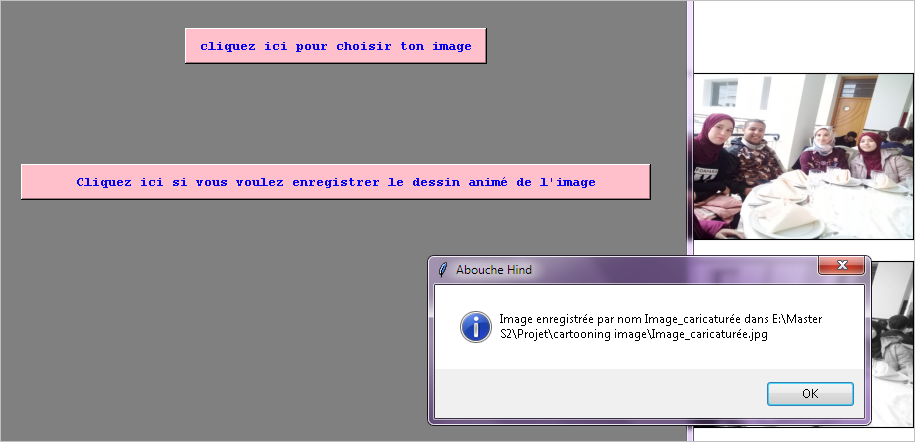 cliquez ici pour choisir ton image
Cliquez ici si vous voulez enregistrer le dessin animé de l'image
Abouche Hind
Image enregistrée par nom Image_caricaturée dans E:\Master
S2\Projet\cartooning image\Image_caricaturée.jpg
OK